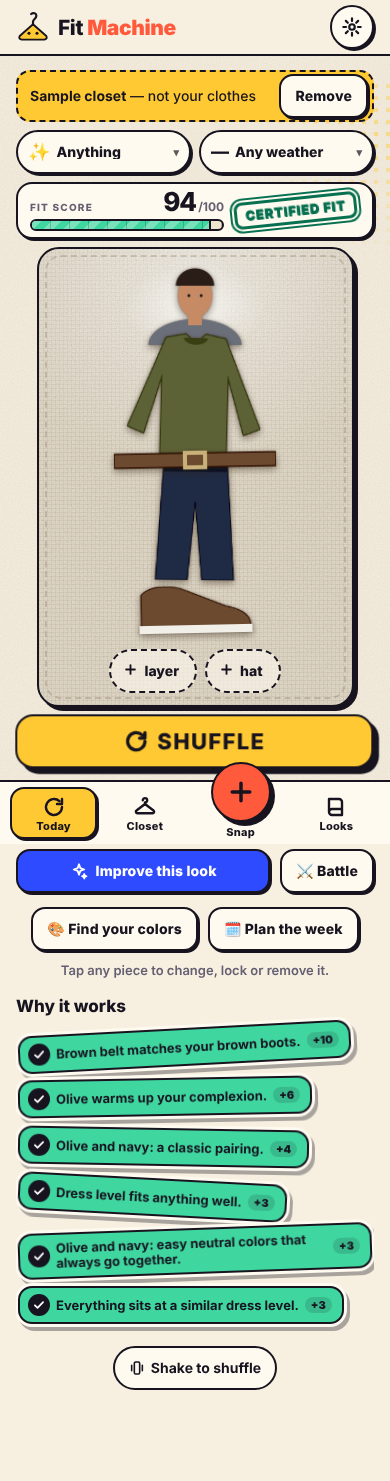 Fit Machine
Sample closet — not your clothes
Remove
✨ Anything
— Any weather
FIT SCORE
94/100
CERTIFIED FIT
+ layer
+ hat
SHUFFLE
Today
Closet
Snap
Looks
Improve this look
⚔️ Battle
🎨 Find your colors
🗓️ Plan the week
Tap any piece to change, lock or remove it.
Why it works
Brown belt matches your brown boots. +10
Olive warms up your complexion. +6
Olive and navy: a classic pairing. +4
Dress level fits anything well. +3
Olive and navy: easy neutral colors that
always go together.
+3
Everything sits at a similar dress level. +3
Shake to shuffle